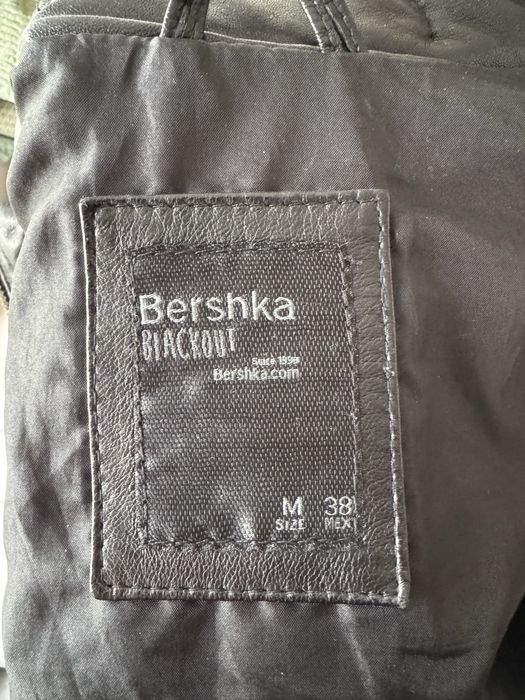 Bershka
BlACKOUT
Since 1998
Bershka.com
M 38
SIZE MEX